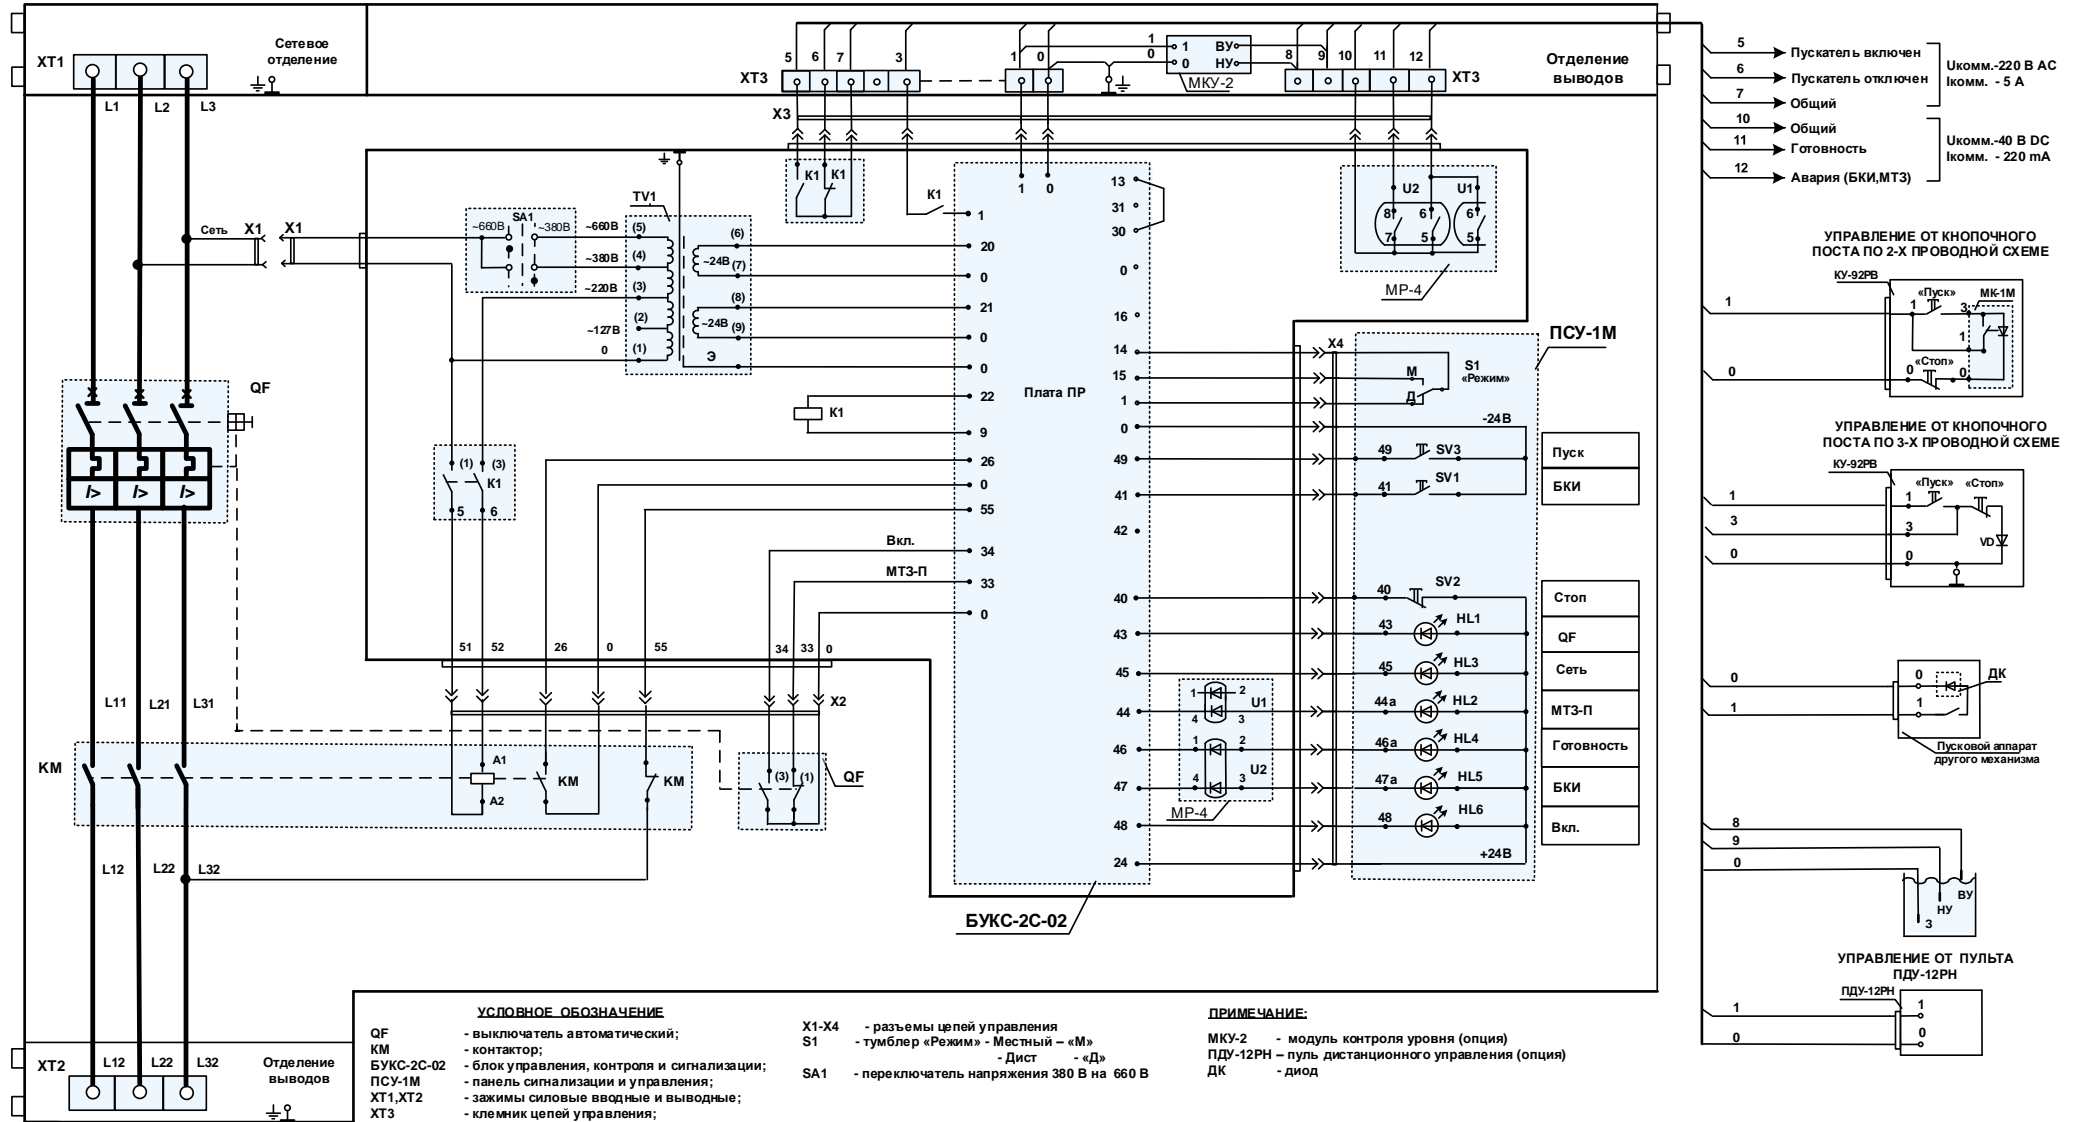 XT1
Сетевое
отделение
L1
L2
L3
5
6
7
3
XT3
1
0
1
0
1
0
ВУ
НУ
МКУ-2
8
9
10
11
12
XT3
Отделение
выводов
X3
5
Пускатель включен
6
Пускатель отключен
7
Общий
Uкомм.-220 В AC
Iкомм. - 5 А
10
Общий
11
Готовность
12
Авария (БКИ,МТЗ)
Uкомм.-40 В DC
Iкомм. - 220 mA
Сеть
X1
X1
SA1
~660В
~380В
TV1
~660В
(5)
~380В
(4)
~220В
(3)
~127В
(2)
0
(1)
(6)
~24В
(7)
(8)
~24В
(9)
Э
К1
К1
К1
К1
1
0
1
20
0
21
0
0
22
9
26
0
55
34
33
0
Вкл.
МТЗ-П
Плата ПР
13
31
30
0
16
14
15
1
0
49
41
42
40
43
45
44
46
47
48
24
U2
U1
8
7
6
5
6
5
МР-4
ПСУ-1М
X4
М
Д
S1
«Режим»
-24В
49
SV3
Пуск
41
SV1
БКИ
40
SV2
Стоп
43
HL1
QF
45
HL3
Сеть
44а
HL2
МТЗ-П
46а
HL4
Готовность
47а
HL5
БКИ
48
HL6
Вкл.
+24В
1
2
4
3
U1
1
2
4
3
U2
МР-4
БУКС-2С-02
QF
I>
I>
I>
(1)
(3)
К1
5
6
51
52
26
0
55
34
33
0
X2
L11
L21
L31
KM
A1
A2
KM
KM
(3)
(1)
QF
L12
L22
L32
XT2
L12
L22
L32
Отделение
выводов
УПРАВЛЕНИЕ ОТ КНОПОЧНОГО
ПОСТА ПО 2-Х ПРОВОДНОЙ СХЕМЕ
КУ-92РВ
«Пуск»
МК-1М
1
1
3
1
«Стоп»
0
0
0
УПРАВЛЕНИЕ ОТ КНОПОЧНОГО
ПОСТА ПО 3-Х ПРОВОДНОЙ СХЕМЕ
КУ-92РВ
«Пуск»
«Стоп»
1
1
3
3
VD
0
0
0
0
ДК
1
1
Пусковой аппарат
другого механизма
8
9
0
ВУ
НУ
З
УПРАВЛЕНИЕ ОТ ПУЛЬТА
ПДУ-12РН
ПДУ-12РН
1
1
0
0
УСЛОВНОЕ ОБОЗНАЧЕНИЕ
QF - выключатель автоматический;
КМ - контактор;
БУКС-2С-02 - блок управления, контроля и сигнализации;
ПСУ-1М - панель сигнализации и управления;
ХТ1,ХТ2 - зажимы силовые вводные и выводные;
ХТ3 - клемник цепей управления;
X1-X4 - разъемы цепей управления
S1 - тумблер «Режим» - Местный – «М»
- Дист - «Д»
SA1 - переключатель напряжения 380 В на 660 В
ПРИМЕЧАНИЕ:
МКУ-2 - модуль контроля уровня (опция)
ПДУ-12РН – пуль дистанционного управления (опция)
ДК - диод